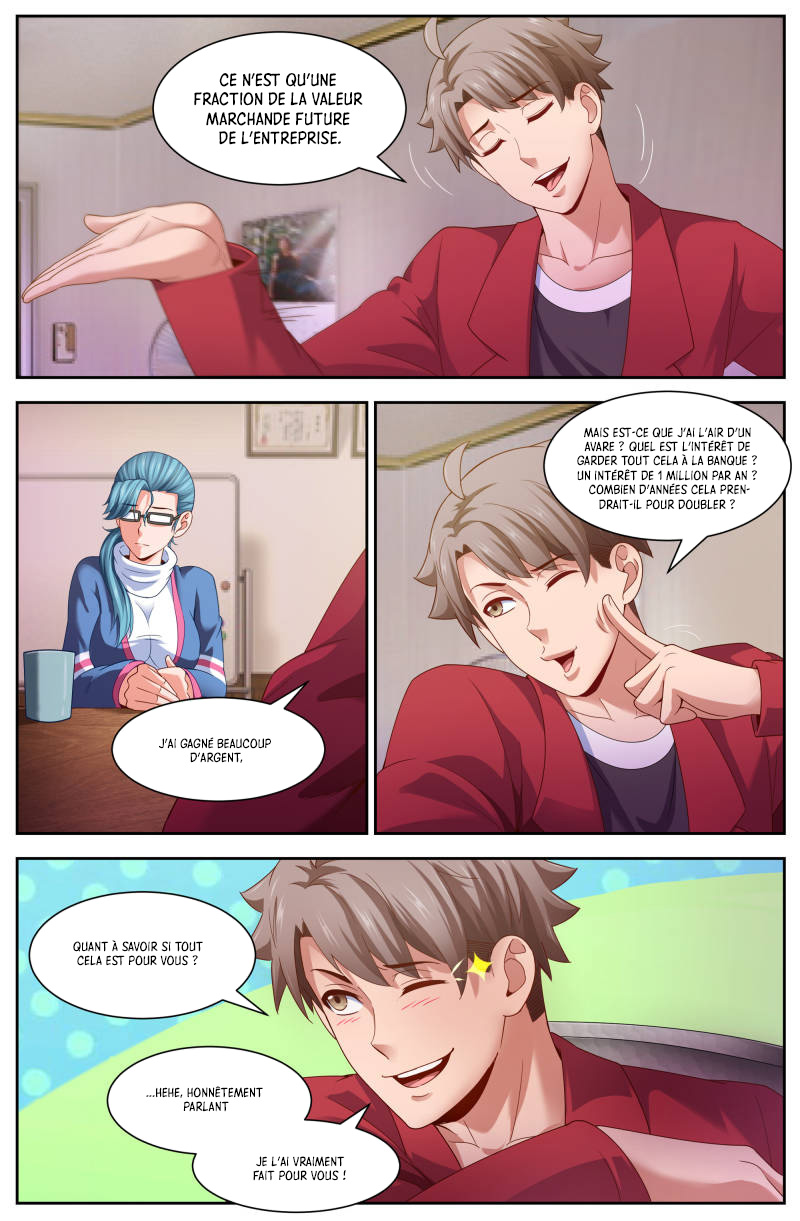 CE N'EST QU'UNE
FRACTION DE LA VALEUR
MARCHANDE FUTURE
DE L'ENTREPRISE.
J'AI GAGNÉ BEAUCOUP
D'ARGENT,
MAIS EST-CE QUE J'AI L'AIR D'UN
AVARE ? QUEL EST L'INTÉRÊT DE
GARDER TOUT CELA À LA BANQUE ?
UN INTÉRÊT DE 1 MILLION PAR AN ?
COMBIEN D'ANNÉES CELA PREN-
DRAIT-IL POUR DOUBLER ?
QUANT À SAVOIR SI TOUT
CELA EST POUR VOUS ?
...HEHE, HONNÊTEMENT
PARLANT
JE L'AI VRAIMENT
FAIT POUR VOUS !